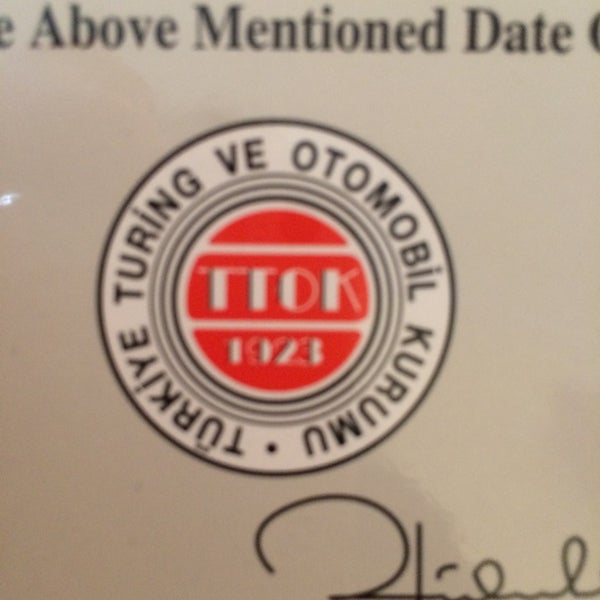 e Above Mentioned Date
TÜRKİYE TURİNG VE OTOMOBİL KURUMU
TTOK
1923